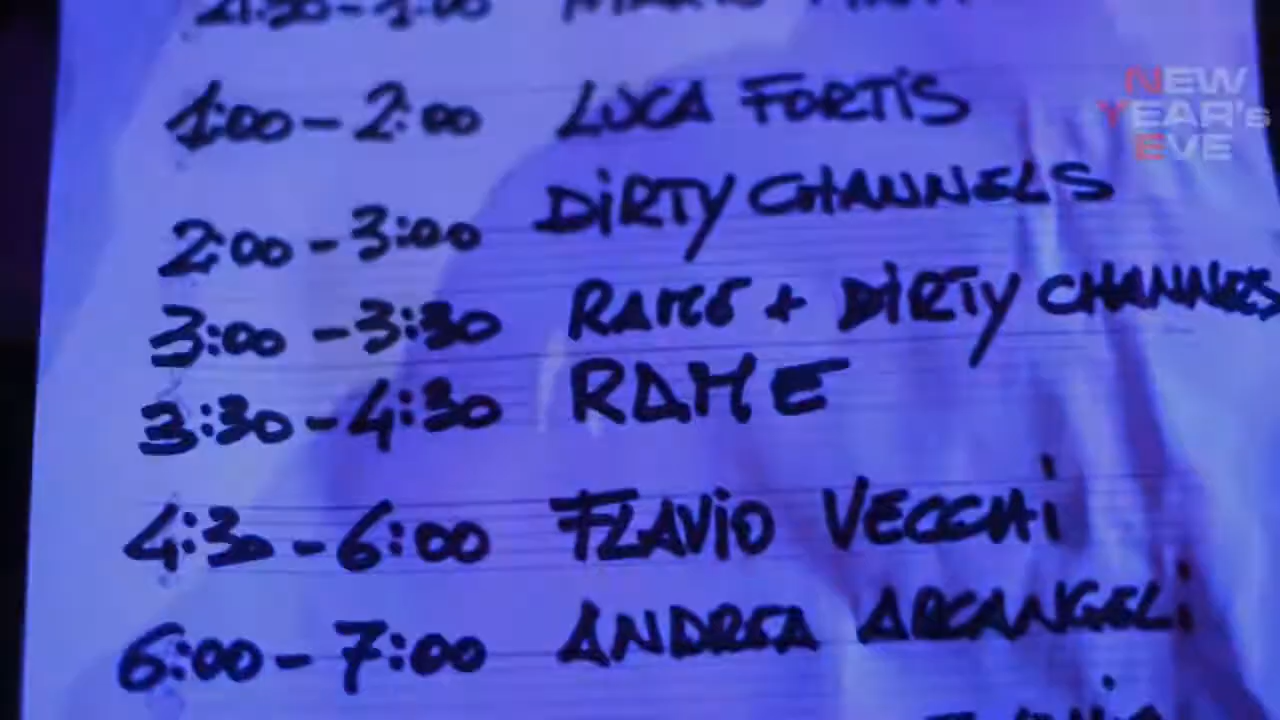 1:00 – 2:00 LUCA FORTiS
2:00 – 3:00 DiRTY CHANNELS
3:00 – 3:30 RAME + DiRTY CHANNELS
3:30 – 4:30 RAME
4:30 – 6:00 FLAViO VECCHi
6:00 – 7:00 ANDREA ARCANGELi
NEW
YEAR's
EVE